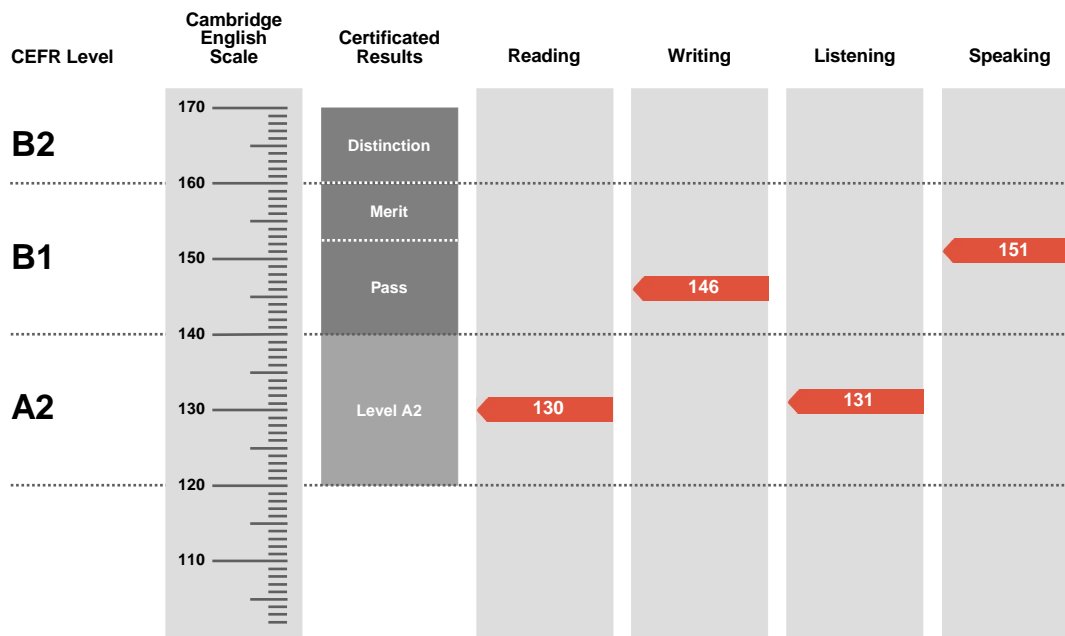 CEFR Level
Cambridge
English
Scale
Certificated
Results
Reading
Writing
Listening
Speaking
170
B2
Distinction
160
Merit
B1
150
151
Pass
146
140
A2
130
Level A2
130
131
120
110